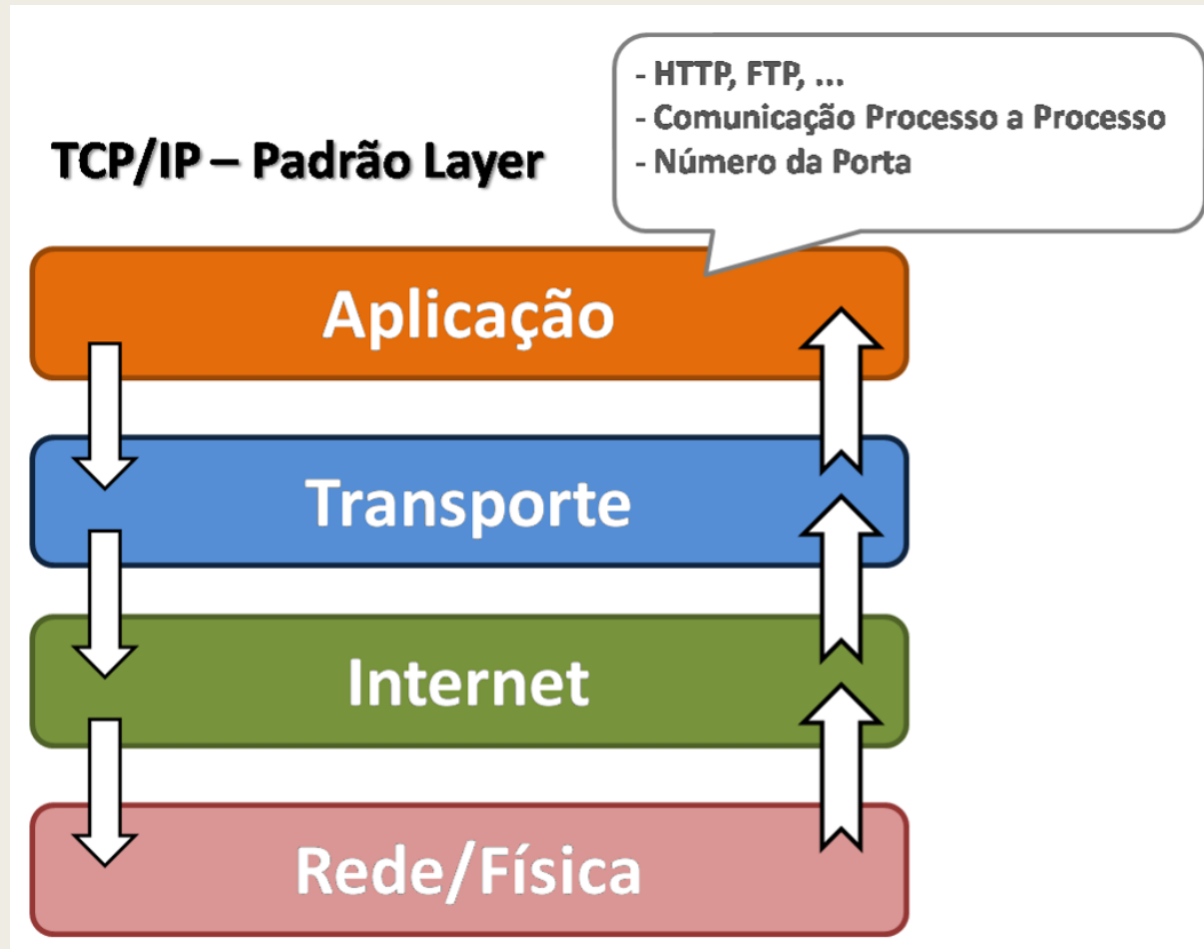 - HTTP, FTP, ...
- Comunicação Processo a Processo
- Número da Porta
TCP/IP – Padrão Layer
Aplicação
Transporte
Internet
Rede/Física